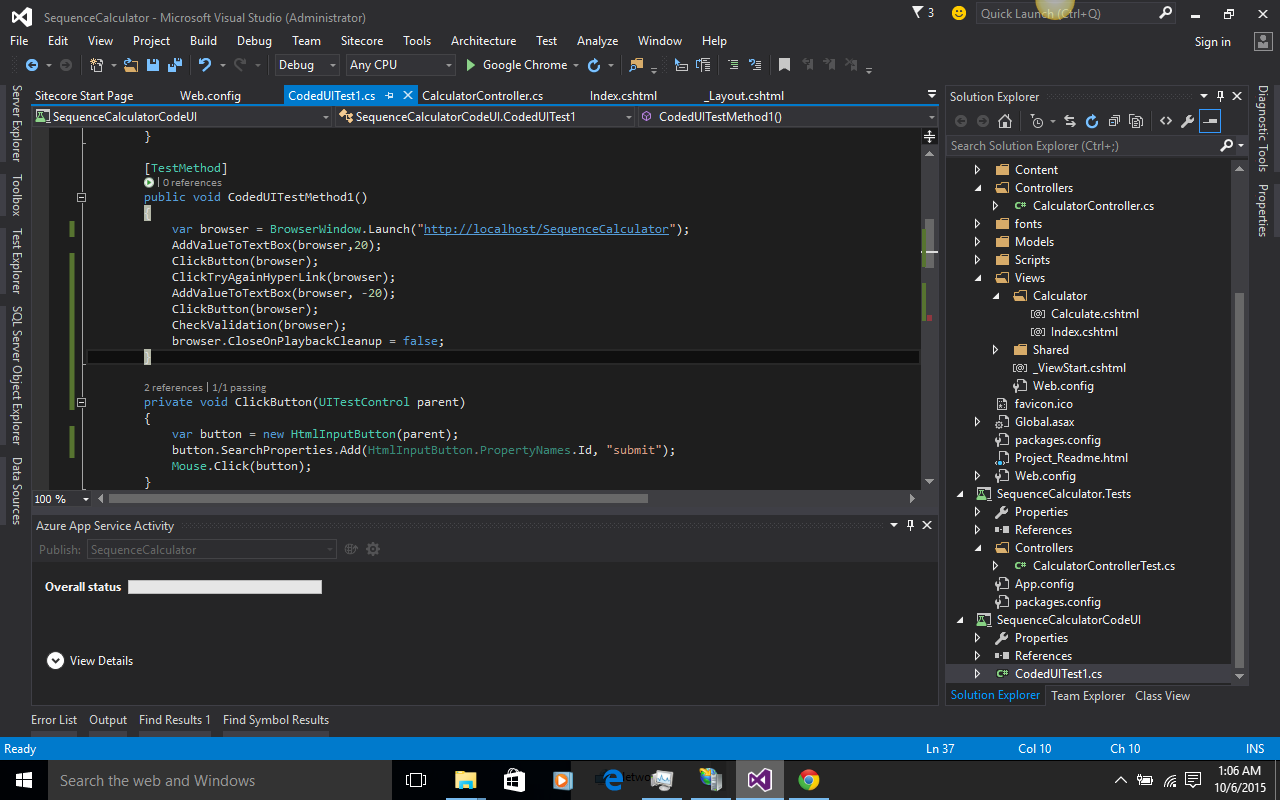 SequenceCalculator - Microsoft Visual Studio (Administrator)
3
Quick Launch (Ctrl+Q)
File Edit View Project Build Debug Team Sitecore Tools Architecture Test Analyze Window Help
Sign in
Debug Any CPU Google Chrome
Sitecore Start Page Web.config CodedUITest1.cs CalculatorController.cs Index.cshtml _Layout.cshtml
SequenceCalculatorCodeUI SequenceCalculatorCodeUI.CodedUITest1 CodedUITestMethod1()
Server Explorer
Toolbox
Test Explorer
SQL Server Object Explorer
Data Sources
}
[TestMethod]
0 references
public void CodedUITestMethod1()
{
var browser = BrowserWindow.Launch("http://localhost/SequenceCalculator");
AddValueToTextBox(browser,20);
ClickButton(browser);
ClickTryAgainHyperLink(browser);
AddValueToTextBox(browser, -20);
ClickButton(browser);
CheckValidation(browser);
browser.CloseOnPlaybackCleanup = false;
}
2 references | 1/1 passing
private void ClickButton(UITestControl parent)
{
var button = new HtmlInputButton(parent);
button.SearchProperties.Add(HtmlInputButton.PropertyNames.Id, "submit");
Mouse.Click(button);
}
100 %
Azure App Service Activity
Publish: SequenceCalculator
Overall status
View Details
Error List Output Find Results 1 Find Symbol Results
Solution Explorer
Search Solution Explorer (Ctrl+;)
Content
Controllers
C# CalculatorController.cs
fonts
Models
Scripts
Views
Calculator
[@] Calculate.cshtml
[@] Index.cshtml
Shared
[@] _ViewStart.cshtml
Web.config
favicon.ico
Global.asax
packages.config
Project_Readme.html
Web.config
SequenceCalculator.Tests
Properties
References
Controllers
C# CalculatorControllerTest.cs
App.config
packages.config
SequenceCalculatorCodeUI
Properties
References
C# CodedUITest1.cs
Solution Explorer Team Explorer Class View
Diagnostic Tools
Properties
Ready Ln 37 Col 10 Ch 10 INS
Search the web and Windows
1:06 AM
10/6/2015